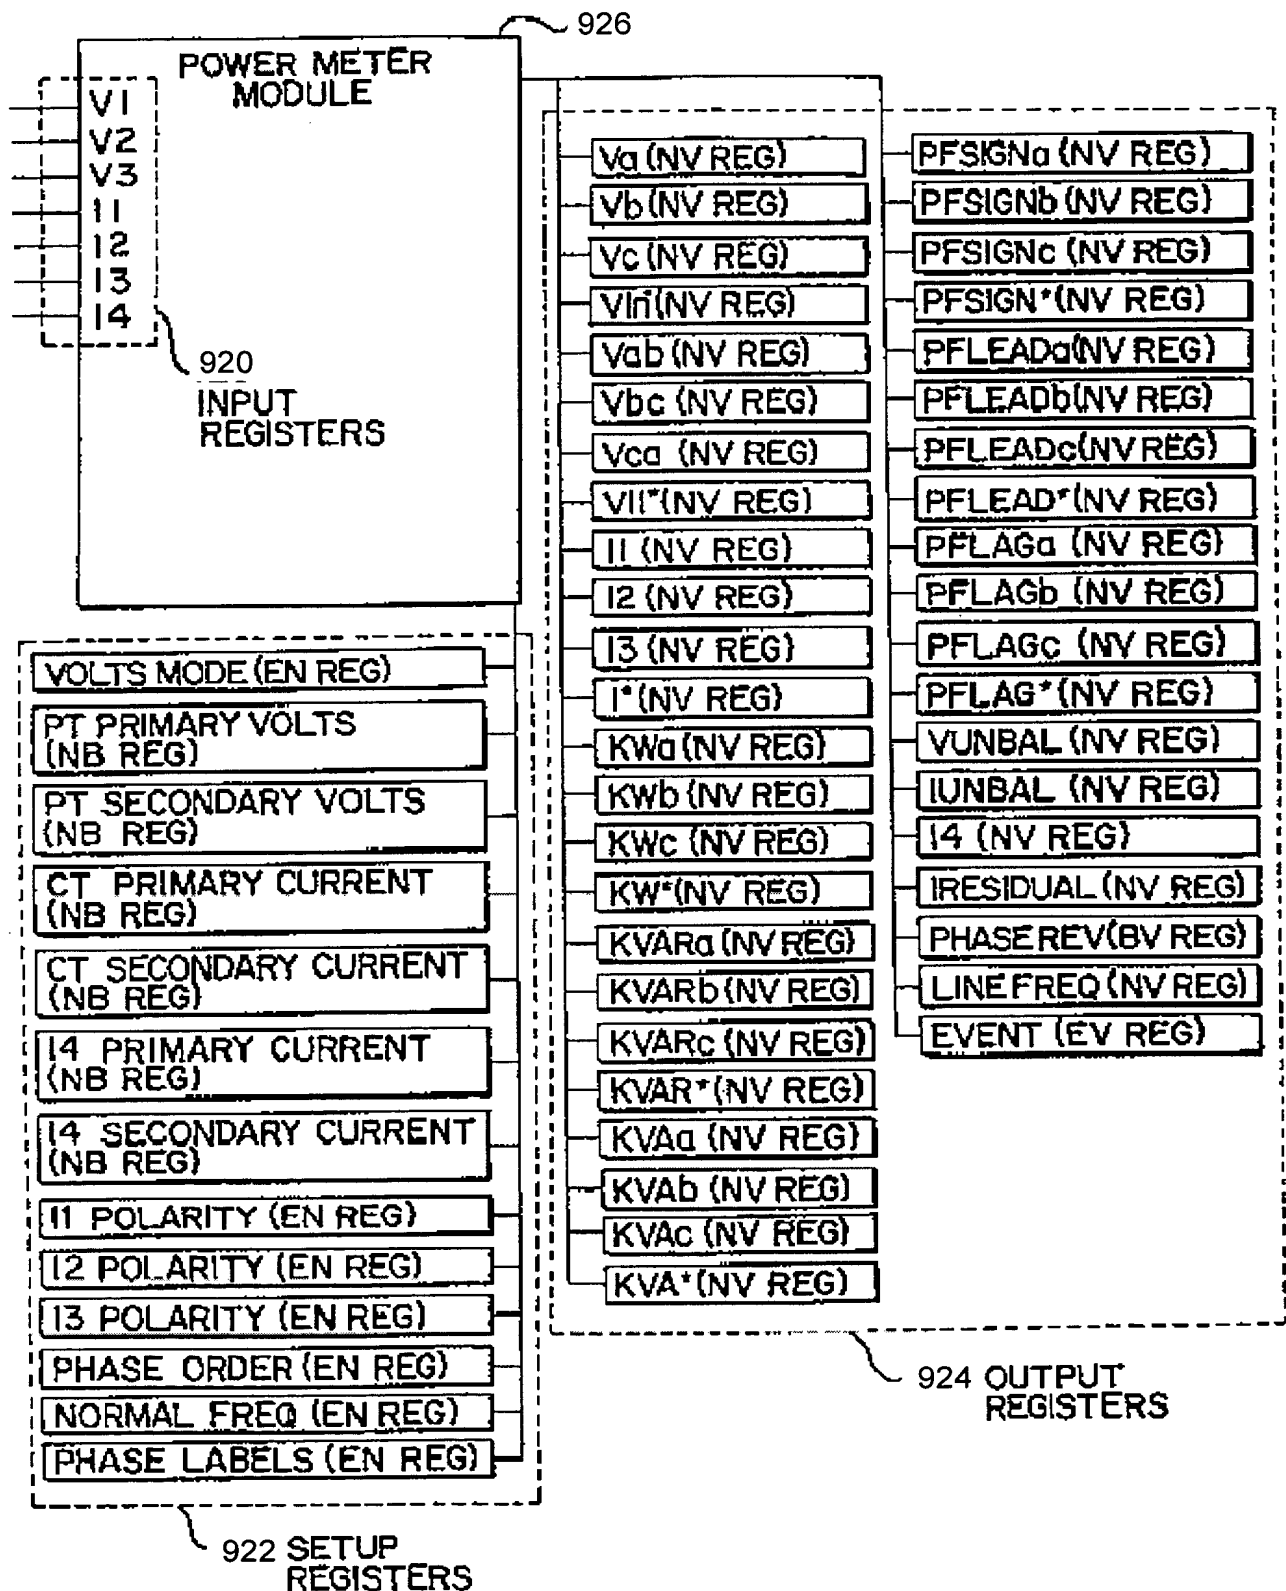 926
POWER METER
MODULE
V1
V2
V3
I1
I2
I3
I4
920
INPUT
REGISTERS
VOLTS MODE (EN REG)
PT PRIMARY VOLTS
(NB REG)
PT SECONDARY VOLTS
(NB REG)
CT PRIMARY CURRENT
(NB REG)
CT SECONDARY CURRENT
(NB REG)
I4 PRIMARY CURRENT
(NB REG)
I4 SECONDARY CURRENT
(NB REG)
I1 POLARITY (EN REG)
I2 POLARITY (EN REG)
I3 POLARITY (EN REG)
PHASE ORDER (EN REG)
NORMAL FREQ (EN REG)
PHASE LABELS (EN REG)
922 SETUP
REGISTERS
Va (NV REG)
Vb (NV REG)
Vc (NV REG)
Vln* (NV REG)
Vab (NV REG)
Vbc (NV REG)
Vca (NV REG)
Vll* (NV REG)
I1 (NV REG)
I2 (NV REG)
I3 (NV REG)
I* (NV REG)
KWa (NV REG)
KWb (NV REG)
KWc (NV REG)
KW* (NV REG)
KVARa (NV REG)
KVARb (NV REG)
KVARc (NV REG)
KVAR* (NV REG)
KVAa (NV REG)
KVAb (NV REG)
KVAc (NV REG)
KVA* (NV REG)
PFSIGNa (NV REG)
PFSIGNb (NV REG)
PFSIGNc (NV REG)
PFSIGN* (NV REG)
PFLEADa (NV REG)
PFLEADb (NV REG)
PFLEADc (NV REG)
PFLEAD* (NV REG)
PFLAGa (NV REG)
PFLAGb (NV REG)
PFLAGc (NV REG)
PFLAG* (NV REG)
VUNBAL (NV REG)
IUNBAL (NV REG)
I4 (NV REG)
IRESIDUAL (NV REG)
PHASE REV (BV REG)
LINE FREQ (NV REG)
EVENT (EV REG)
924 OUTPUT
REGISTERS